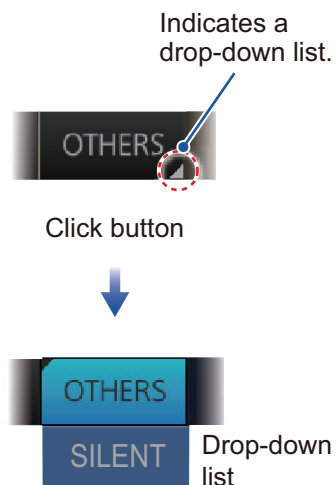 Indicates a
drop-down list.
OTHERS
Click button
OTHERS
SILENT
Drop-down
list